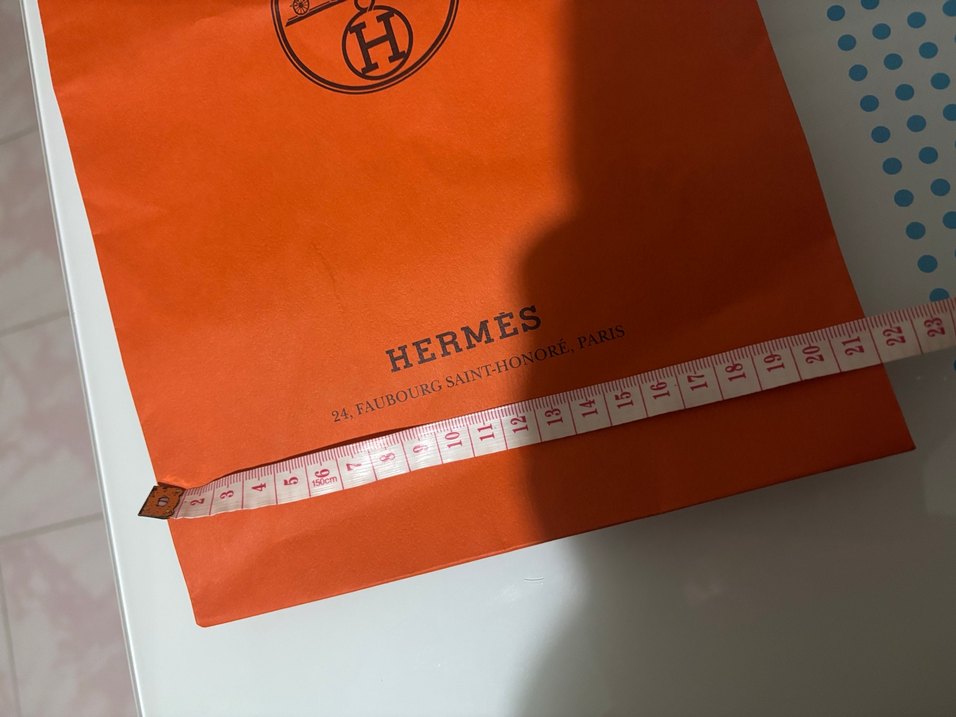 H
HERMÈS
24, FAUBOURG SAINT-HONORÉ, PARIS
2 3 4 5 6 7 8 9 10 11 12 13 14 15 16 17 18 19 20 21 22 23
150cm